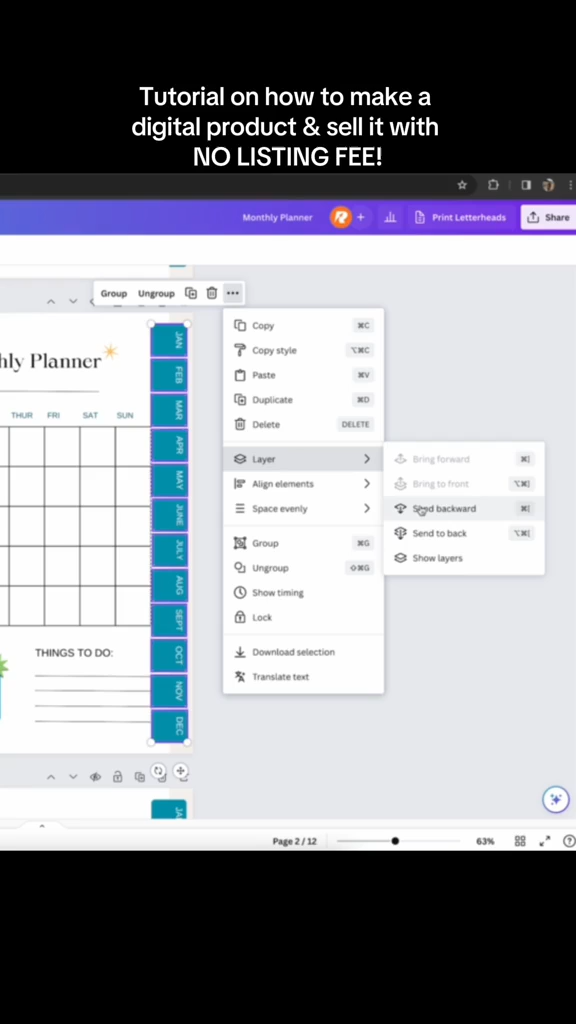 Tutorial on how to make a
digital product & sell it with
NO LISTING FEE!
Monthly Planner
Print Letterheads
Share
Group Ungroup
hly Planner
THUR FRI SAT SUN
JAN
FEB
MAR
APR
MAY
JUNE
JULY
AUG
SEPT
OCT
NOV
DEC
THINGS TO DO:
Copy ⌘C
Copy style ⌥⌘C
Paste ⌘V
Duplicate ⌘D
Delete DELETE
Layer
Align elements
Space evenly
Group ⌘G
Ungroup ⇧⌘G
Show timing
Lock
Download selection
Translate text
Bring forward ⌘]
Bring to front ⌥⌘]
Send backward ⌘[
Send to back ⌥⌘[
Show layers
Page 2 / 12
63%